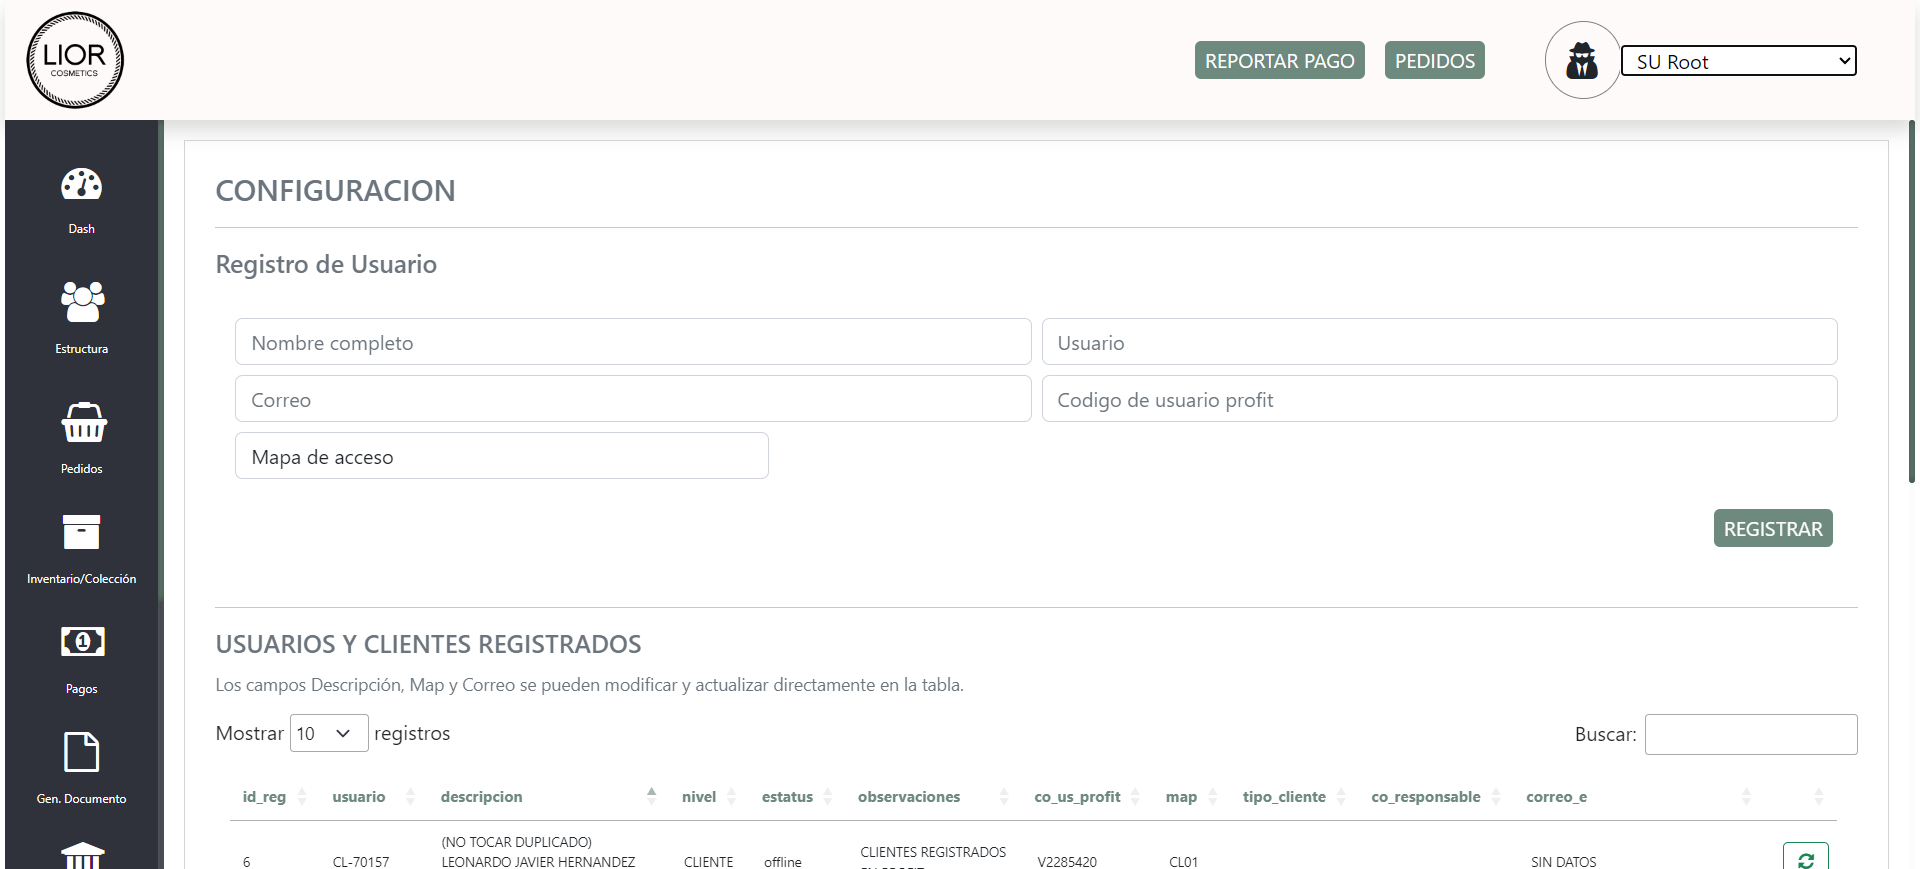 LIOR
COSMETICS
REPORTAR PAGO
PEDIDOS
SU Root
Dash
Estructura
Pedidos
Inventario/Colección
1
Pagos
Gen. Documento
CONFIGURACION
Registro de Usuario
Nombre completo
Usuario
Correo
Codigo de usuario profit
Mapa de acceso
REGISTRAR
USUARIOS Y CLIENTES REGISTRADOS
Los campos Descripción, Map y Correo se pueden modificar y actualizar directamente en la tabla.
Mostrar 10 registros
Buscar:
id_reg usuario descripcion nivel estatus observaciones co_us_profit map tipo_cliente co_responsable correo_e
(NO TOCAR DUPLICADO)
6 CL-70157 LEONARDO JAVIER HERNANDEZ CLIENTE offline CLIENTES REGISTRADOS V2285420 CL01 SIN DATOS